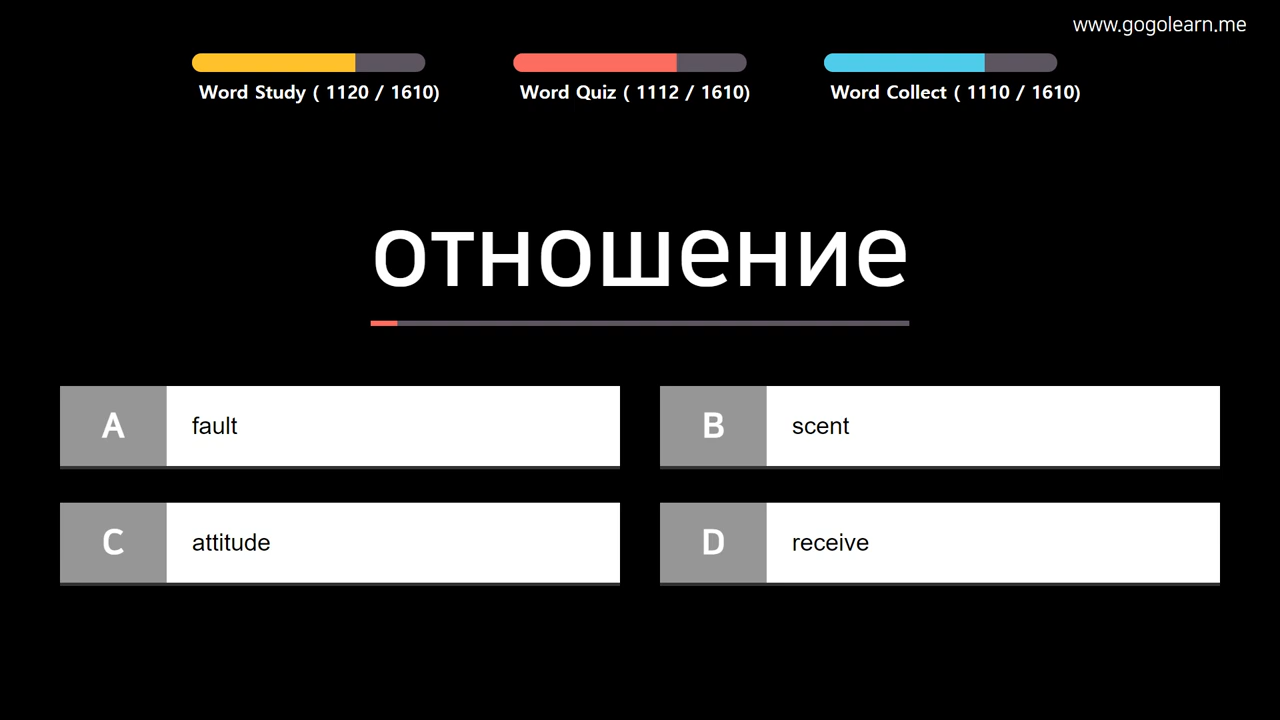 www.gogolearn.me
Word Study ( 1120 / 1610)
Word Quiz ( 1112 / 1610)
Word Collect ( 1110 / 1610)
отношение
A fault
B scent
C attitude
D receive